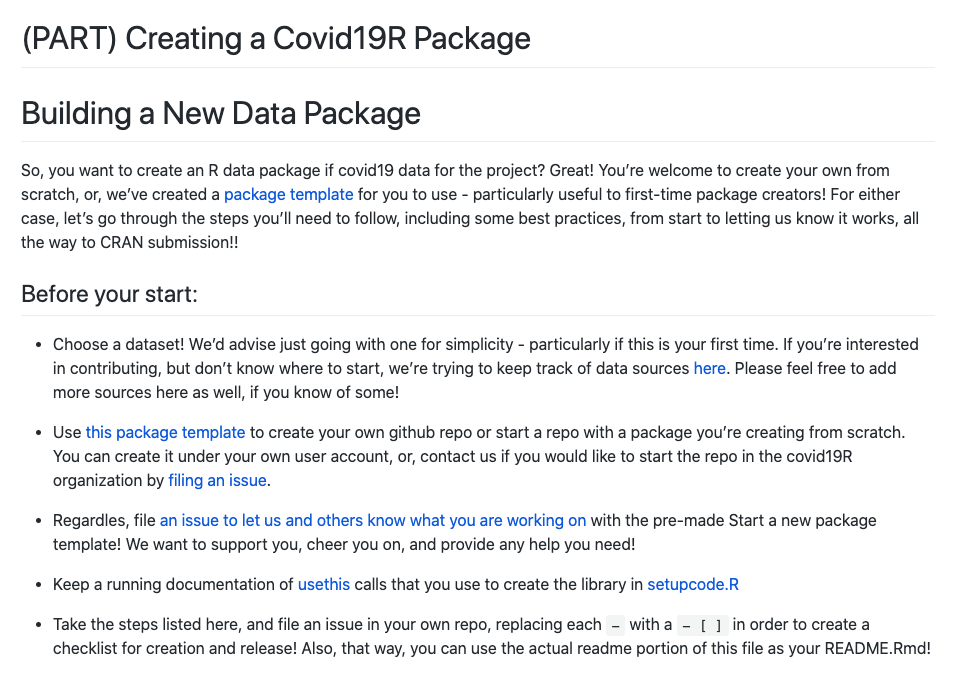 (PART) Creating a Covid19R Package
Building a New Data Package
So, you want to create an R data package if covid19 data for the project? Great! You’re welcome to create your own from
scratch, or, we’ve created a package template for you to use - particularly useful to first-time package creators! For either
case, let’s go through the steps you’ll need to follow, including some best practices, from start to letting us know it works, all
the way to CRAN submission!!
Before your start:
• Choose a dataset! We’d advise just going with one for simplicity - particularly if this is your first time. If you’re interested
in contributing, but don’t know where to start, we’re trying to keep track of data sources here. Please feel free to add
more sources here as well, if you know of some!
• Use this package template to create your own github repo or start a repo with a package you’re creating from scratch.
You can create it under your own user account, or, contact us if you would like to start the repo in the covid19R
organization by filing an issue.
• Regardles, file an issue to let us and others know what you are working on with the pre-made Start a new package
template! We want to support you, cheer you on, and provide any help you need!
• Keep a running documentation of usethis calls that you use to create the library in setupcode.R
• Take the steps listed here, and file an issue in your own repo, replacing each – with a – [ ] in order to create a
checklist for creation and release! Also, that way, you can use the actual readme portion of this file as your README.Rmd!